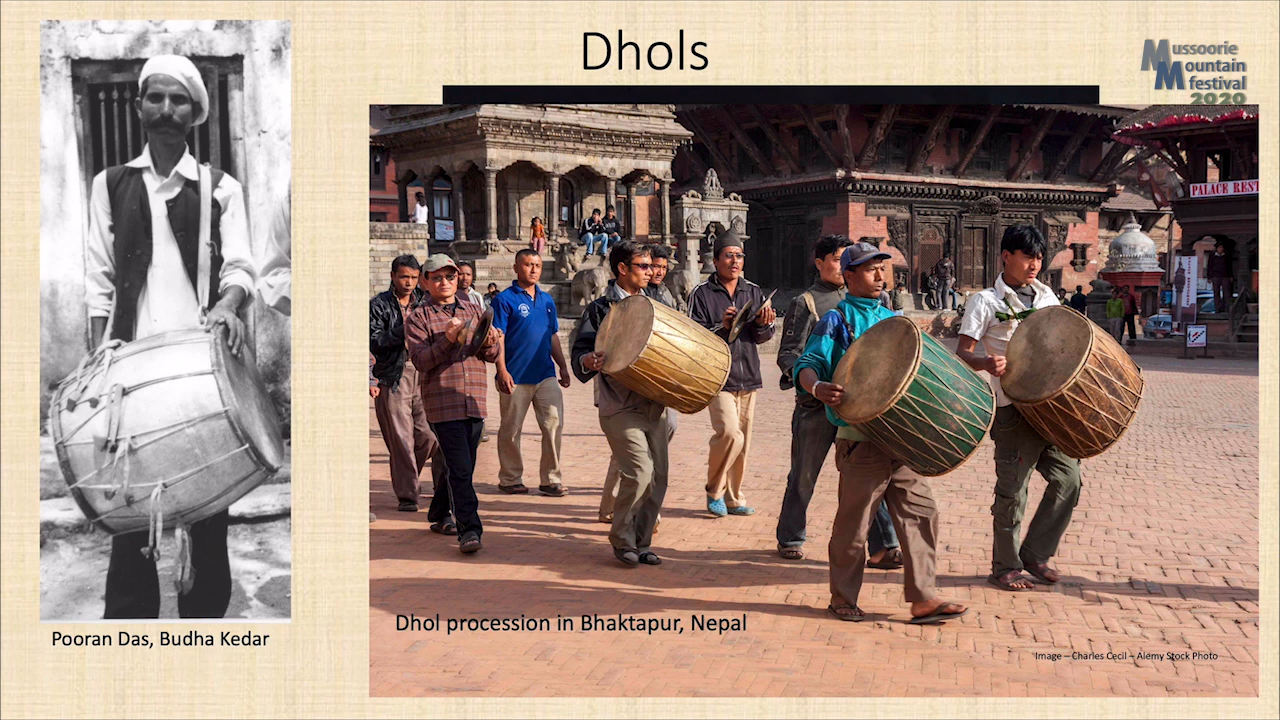 Dhols
Mussoorie
Mountain
festival
2020
PALACE REST
Dhol procession in Bhaktapur, Nepal
Pooran Das, Budha Kedar
Image – Charles Cecil – Alemy Stock Photo